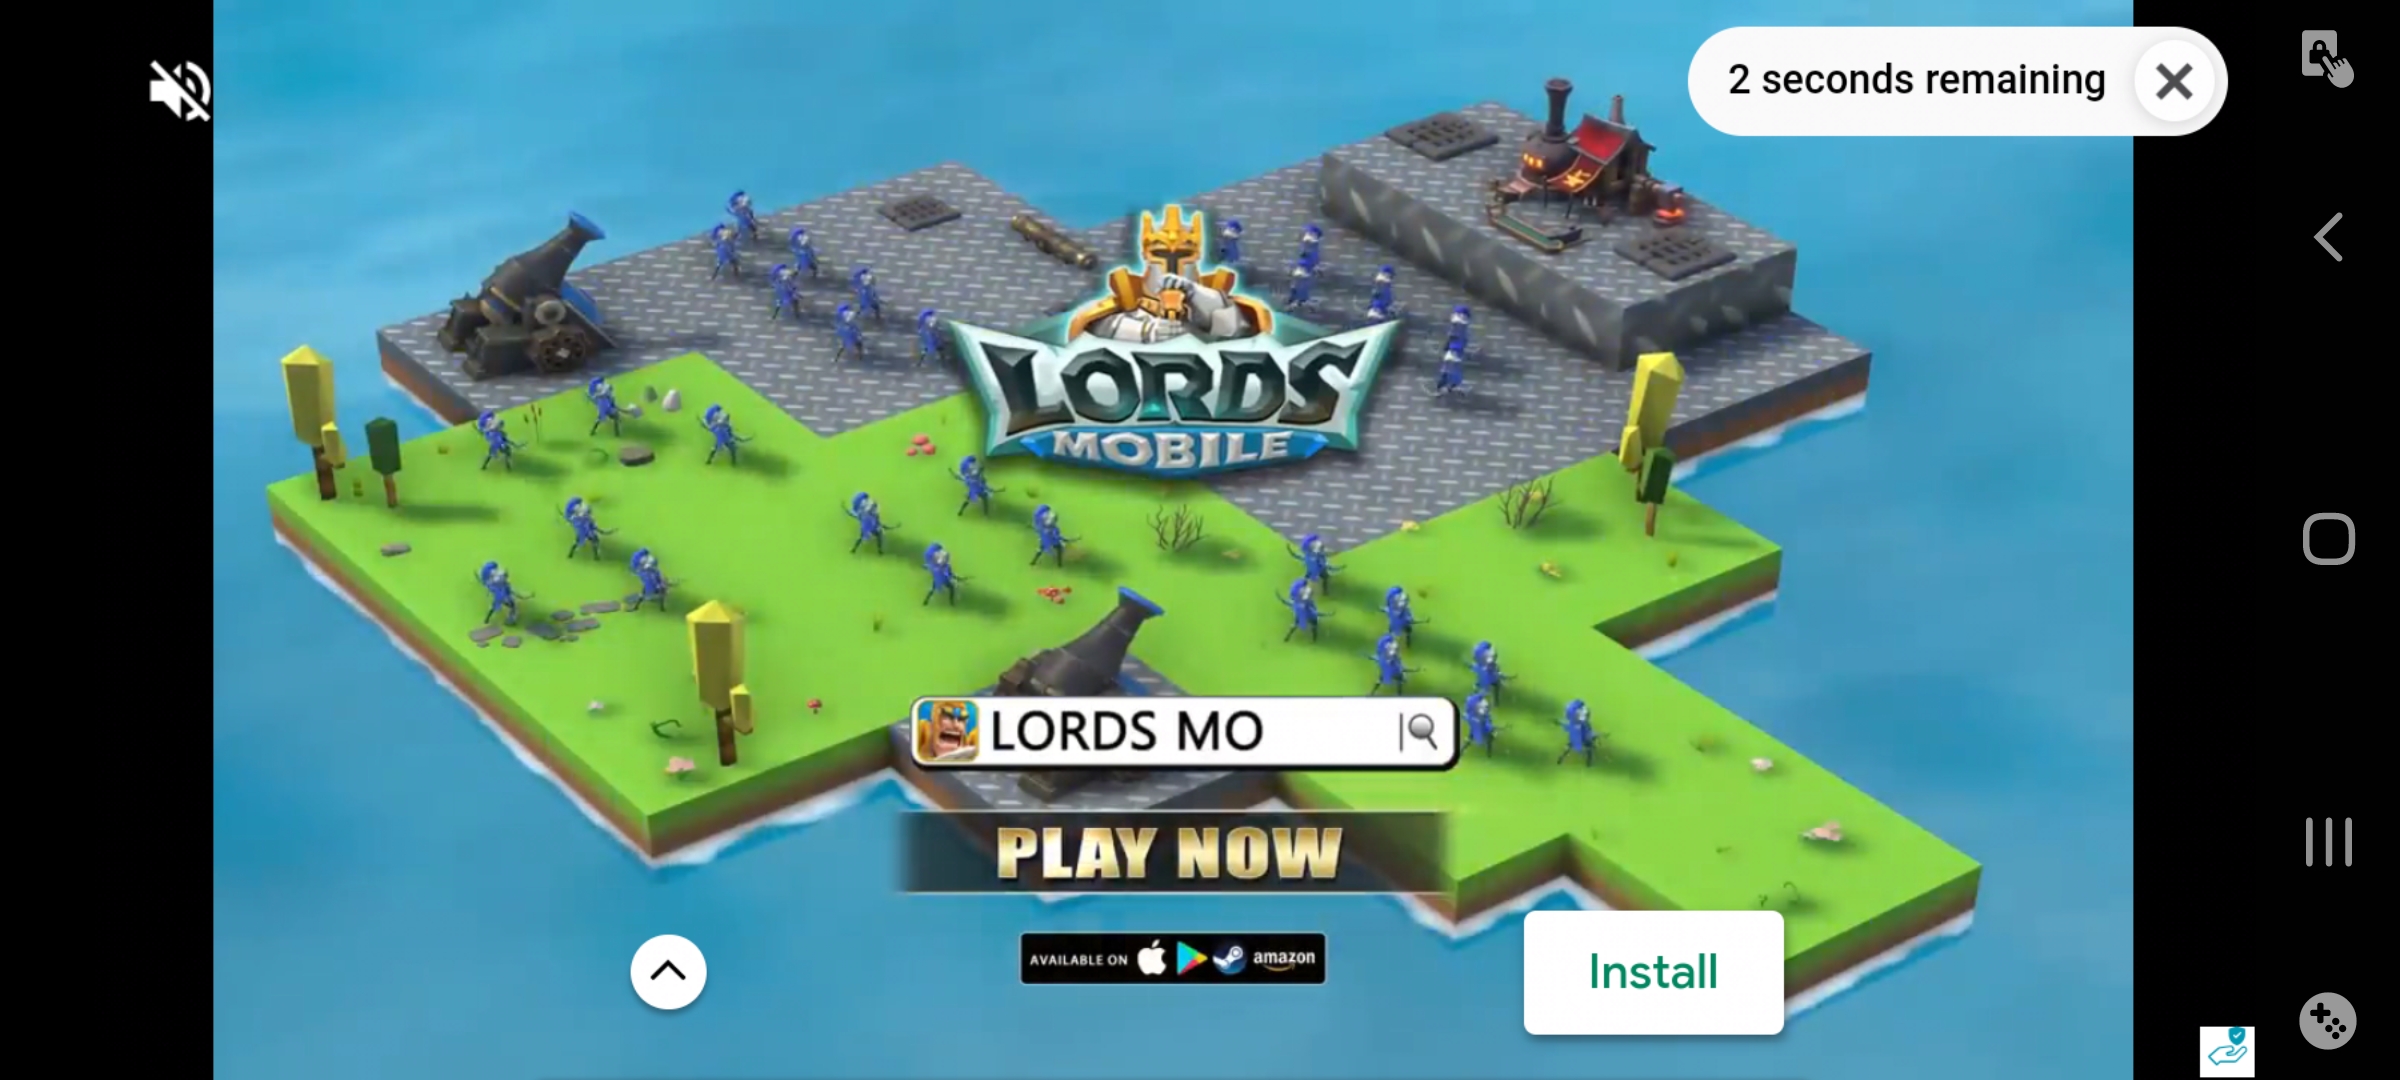 2 seconds remaining
LORDS
MOBILE
LORDS MO
PLAY NOW
AVAILABLE ON amazon
Install